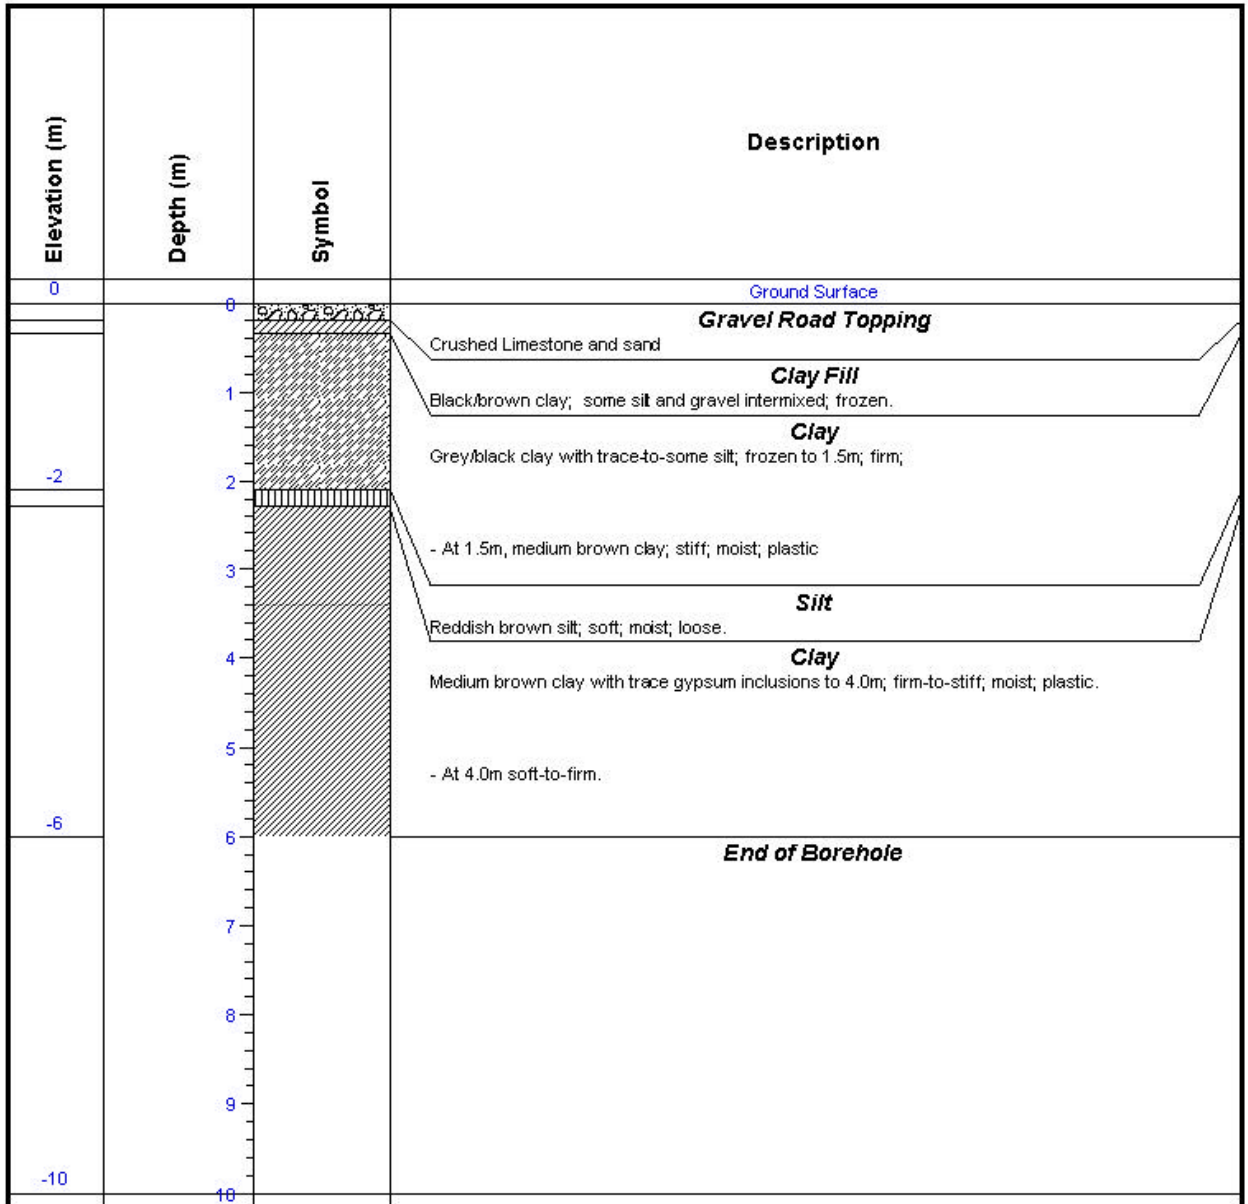 Elevation (m)
Depth (m)
Symbol
Description
0
Ground Surface
0
Gravel Road Topping
Crushed Limestone and sand
Clay Fill
1
Black/brown clay; some silt and gravel intermixed; frozen.
Clay
Grey/black clay with trace-to-some silt; frozen to 1.5m; firm;
-2
2
- At 1.5m, medium brown clay; stiff; moist; plastic
3
Silt
Reddish brown silt; soft; moist; loose.
Clay
4
Medium brown clay with trace gypsum inclusions to 4.0m; firm-to-stiff; moist; plastic.
5
- At 4.0m soft-to-firm.
-6
6
End of Borehole
7
8
9
-10
10